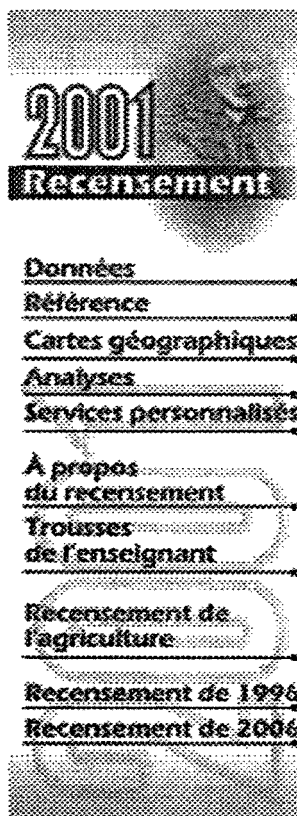 2001
Recensement
Données
Référence
Cartes géographiques
Analyses
Services personnalisés
À propos
du recensement
Trousses
de l'enseignant
Recensement de
l'agriculture
Recensement de 1996
Recensement de 2006